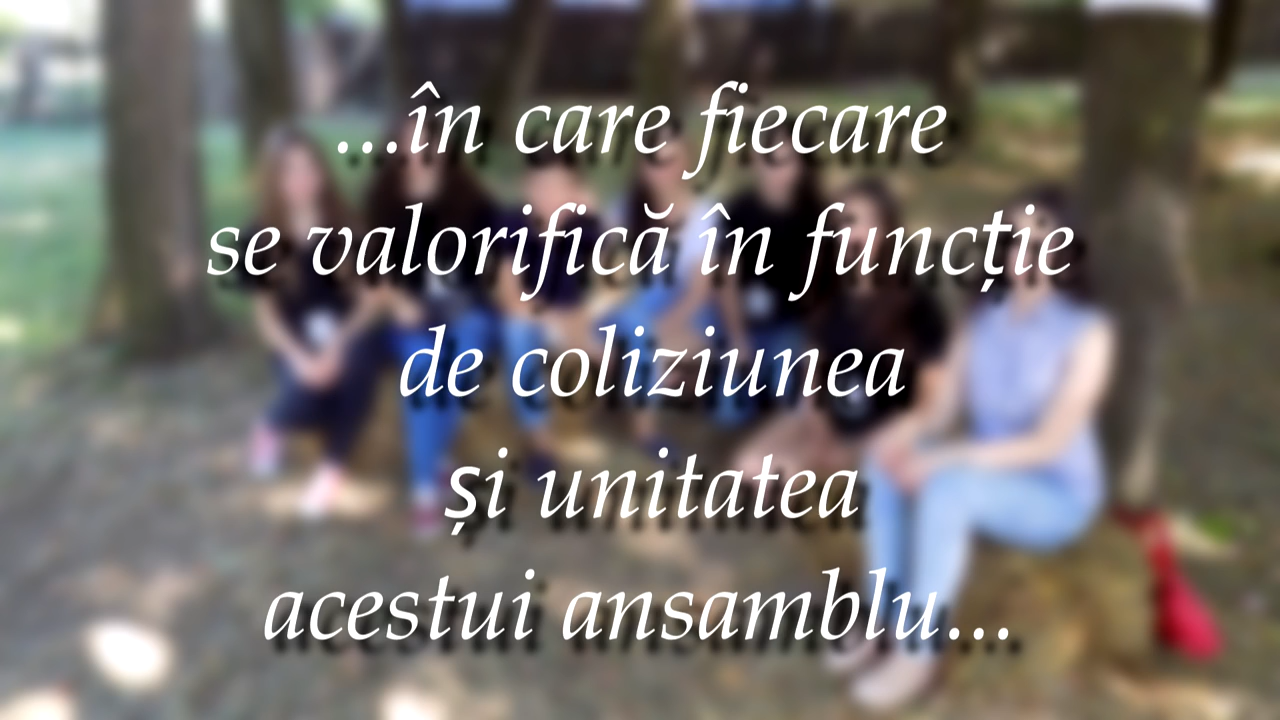 ...în care fiecare
se valorifică în funcție
de coliziunea
și unitatea
acestui ansamblu...